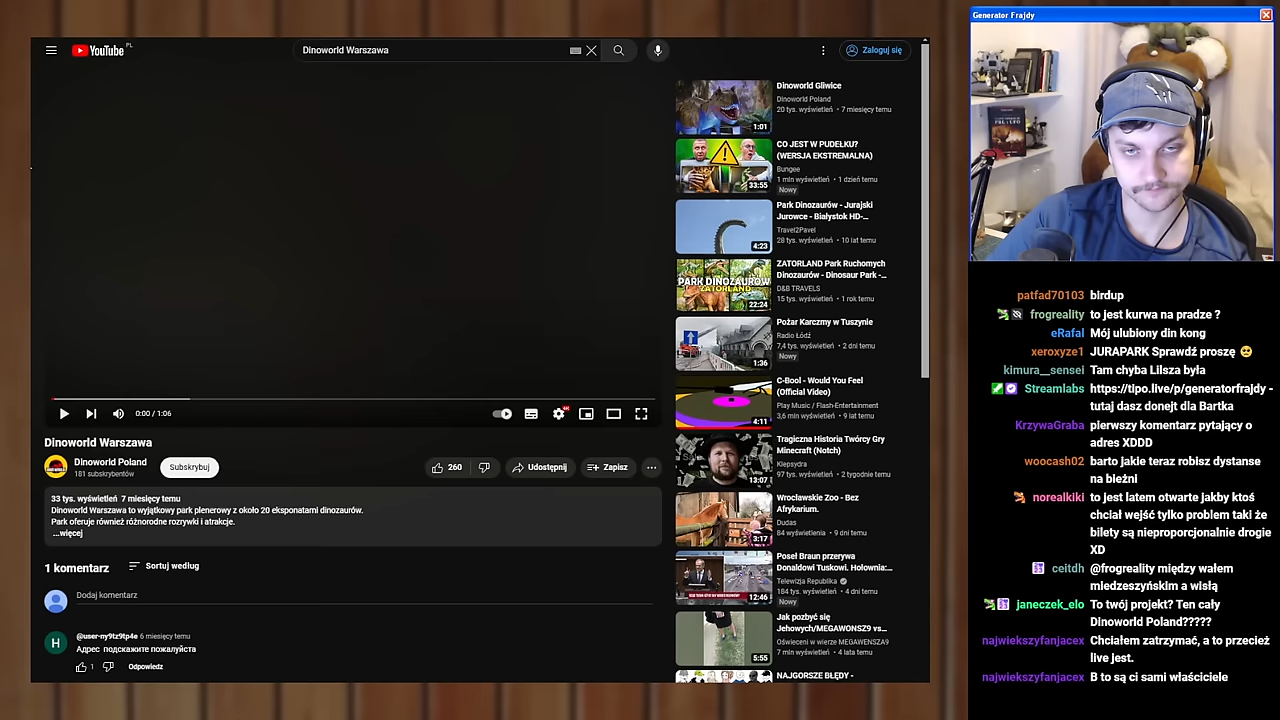 YouTube PL
Dinoworld Warszawa
Zaloguj się
0:00 / 1:06
Dinoworld Warszawa
Dinoworld Poland
181 subskrybentów
Subskrybuj
260
Udostępnij
Zapisz
33 tys. wyświetleń 7 miesięcy temu
Dinoworld Warszawa to wyjątkowy park plenerowy z około 20 eksponatami dinozaurów.
Park oferuje również różnorodne rozrywki i atrakcje.
...więcej
1 komentarz
Sortuj według
Dodaj komentarz
H
@user-ny9tz9tp4e 6 miesięcy temu
Адрес подскажите пожалуйста
1
Odpowiedz
1:01
Dinoworld Gliwice
Dinoworld Poland
20 tys. wyświetleń • 7 miesięcy temu
33:55
CO JEST W PUDEŁKU?
(WERSJA EKSTREMALNA)
Bungee
1 mln wyświetleń • 1 dzień temu
Nowy
4:23
Park Dinozaurów - Jurajski
Jurowce - Białystok HD-...
Travel2Pavel
28 tys. wyświetleń • 10 lat temu
PARK DINOZAURÓW
ZATORLAND
22:24
ZATORLAND Park Ruchomych
Dinozaurów - Dinosaur Park -...
D&B TRAVELS
15 tys. wyświetleń • 1 rok temu
1:36
Pożar Karczmy w Tuszynie
Radio Łódź
7,4 tys. wyświetleń • 2 dni temu
Nowy
4:11
C-Bool - Would You Feel
(Official Video)
Play Music / Flash-Entertainment
3,6 mln wyświetleń • 9 lat temu
13:07
Tragiczna Historia Twórcy Gry
Minecraft (Notch)
Klepsydra
97 tys. wyświetleń • 2 tygodnie temu
3:17
Wrocławskie Zoo - Bez
Afrykarium.
Dudas
84 wyświetlenia • 9 dni temu
12:46
Poseł Braun przerywa
Donaldowi Tuskowi. Hołownia:...
Telewizja Republika
184 tys. wyświetleń • 4 dni temu
Nowy
5:55
Jak pozbyć się
Jehowych/MEGAWONSZ9 vs...
Oświeceni w wierze MEGAWENSZA9
7 mln wyświetleń • 4 lata temu
NAJGORSZE BŁĘDY -
Generator Frajdy
patfad70103 birdup
frogreality to jest kurwa na pradze ?
eRafal Mój ulubiony din kong
xeroxyze1 JURAPARK Sprawdź proszę
kimura__sensei Tam chyba Lilsza była
Streamlabs https://tipo.live/p/generatorfrajdy -
tutaj dasz donejt dla Bartka
KrzywaGraba pierwszy komentarz pytający o
adres XDDD
woocash02 barto jakie teraz robisz dystanse
na bleżni
norealkiki to jest latem otwarte jakby ktoś
chciał wejść tylko problem taki że
bilety są nieproporcjonalnie drogie
XD
ceitdh @frogreality między wałem
miedzeszyńskim a wisłą
janeczek_elo To twój projekt? Ten cały
Dinoworld Poland?????
najwiekszyfanjacex Chciałem zatrzymać, a to przecież
live jest.
najwiekszyfanjacex B to są ci sami właściciele